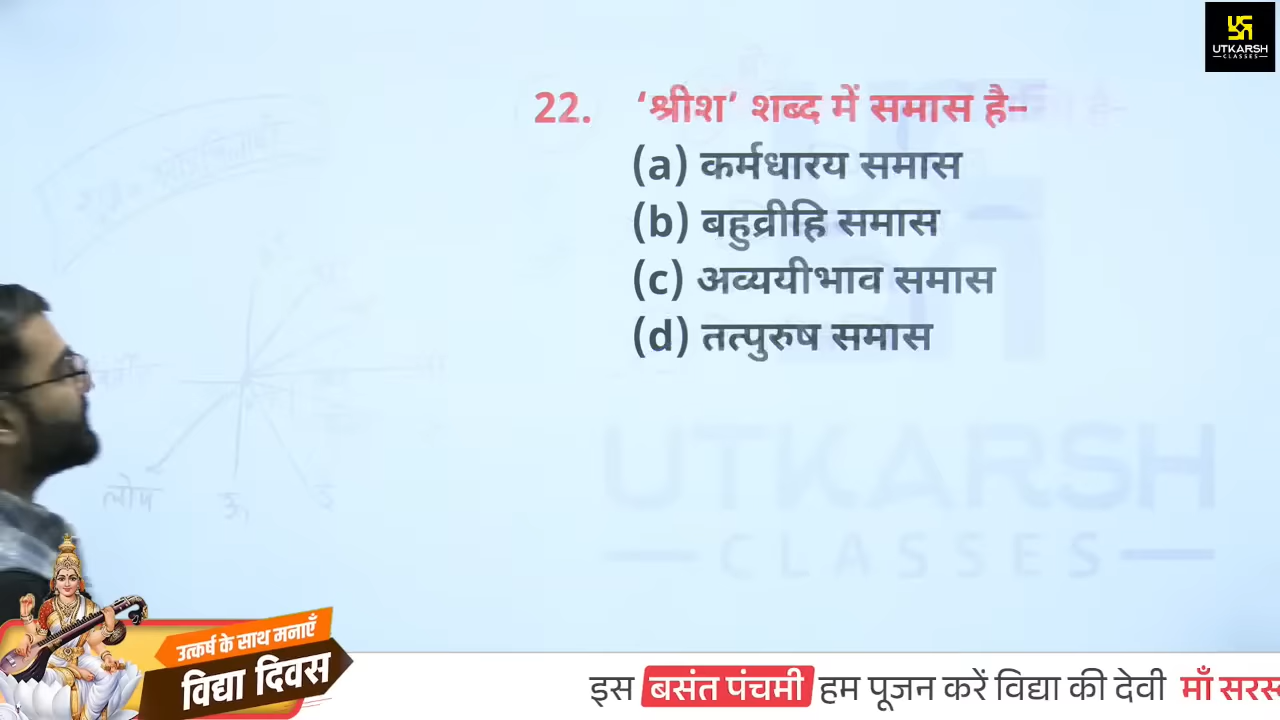 UTKARSH
CLASSES
22. ‘श्रीश’ शब्द में समास है–
(a) कर्मधारय समास
(b) बहुव्रीहि समास
(c) अव्ययीभाव समास
(d) तत्पुरुष समास
UTKARSH
CLASSES
लोप
उत्कर्ष के साथ मनाएँ
विद्या दिवस
इस बसंत पंचमी हम पूजन करें विद्या की देवी माँ